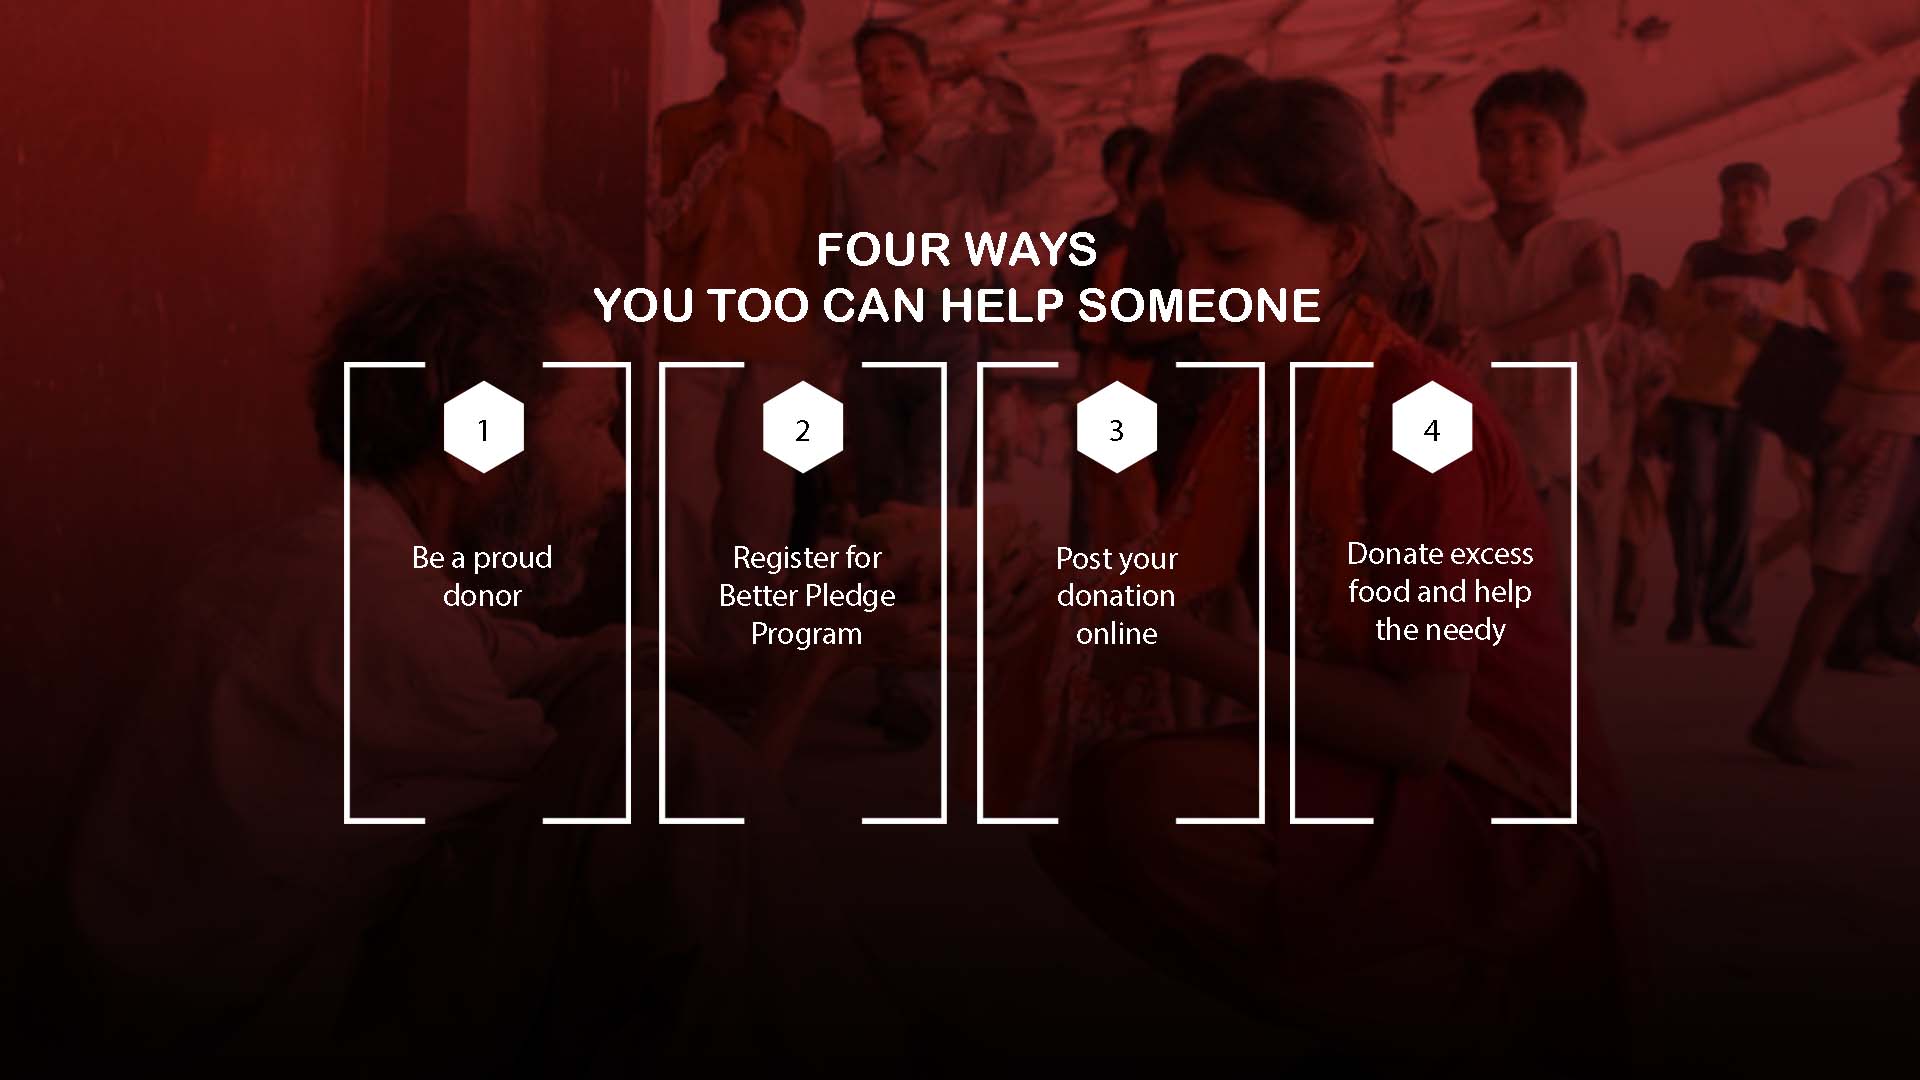 FOUR WAYS
YOU TOO CAN HELP SOMEONE
1
Be a proud
donor
2
Register for
Better Pledge
Program
3
Post your
donation
online
4
Donate excess
food and help
the needy